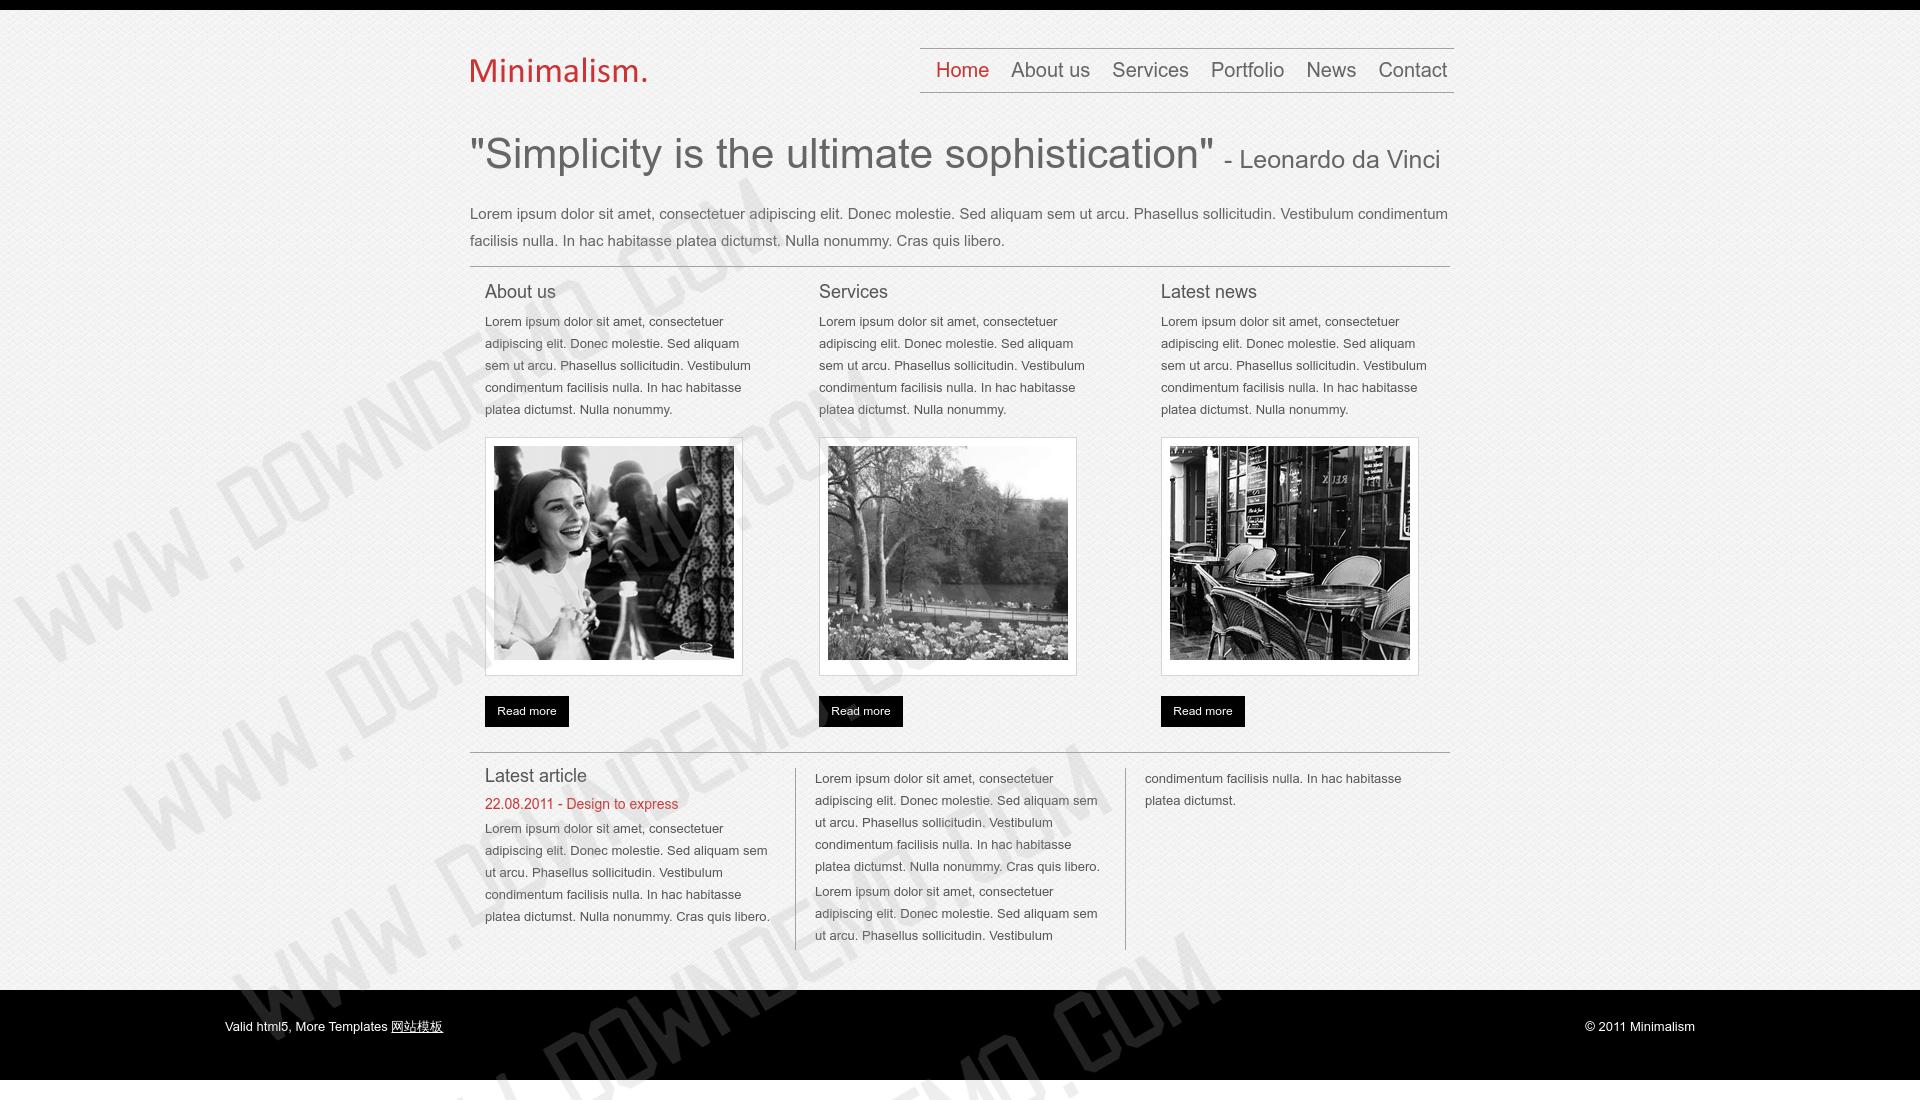 Minimalism.
Home About us Services Portfolio News Contact
"Simplicity is the ultimate sophistication" - Leonardo da Vinci
Lorem ipsum dolor sit amet, consectetuer adipiscing elit. Donec molestie. Sed aliquam sem ut arcu. Phasellus sollicitudin. Vestibulum condimentum
facilisis nulla. In hac habitasse platea dictumst. Nulla nonummy. Cras quis libero.
About us
Lorem ipsum dolor sit amet, consectetuer
adipiscing elit. Donec molestie. Sed aliquam
sem ut arcu. Phasellus sollicitudin. Vestibulum
condimentum facilisis nulla. In hac habitasse
platea dictumst. Nulla nonummy.
Read more
Services
Lorem ipsum dolor sit amet, consectetuer
adipiscing elit. Donec molestie. Sed aliquam
sem ut arcu. Phasellus sollicitudin. Vestibulum
condimentum facilisis nulla. In hac habitasse
platea dictumst. Nulla nonummy.
Read more
Latest news
Lorem ipsum dolor sit amet, consectetuer
adipiscing elit. Donec molestie. Sed aliquam
sem ut arcu. Phasellus sollicitudin. Vestibulum
condimentum facilisis nulla. In hac habitasse
platea dictumst. Nulla nonummy.
Read more
Latest article
22.08.2011 - Design to express
Lorem ipsum dolor sit amet, consectetuer
adipiscing elit. Donec molestie. Sed aliquam sem
ut arcu. Phasellus sollicitudin. Vestibulum
condimentum facilisis nulla. In hac habitasse
platea dictumst. Nulla nonummy. Cras quis libero.
Lorem ipsum dolor sit amet, consectetuer
adipiscing elit. Donec molestie. Sed aliquam sem
ut arcu. Phasellus sollicitudin. Vestibulum
condimentum facilisis nulla. In hac habitasse
platea dictumst. Nulla nonummy. Cras quis libero.
Lorem ipsum dolor sit amet, consectetuer
adipiscing elit. Donec molestie. Sed aliquam sem
ut arcu. Phasellus sollicitudin. Vestibulum
condimentum facilisis nulla. In hac habitasse
platea dictumst.
Valid html5, More Templates 网站模板
© 2011 Minimalism
WWW.DOWNDEMO.COM
WWW.DOWNDEMO.COM
WWW.DOWNDEMO.COM
W.DOWNDEMO.COM
EMO.COM